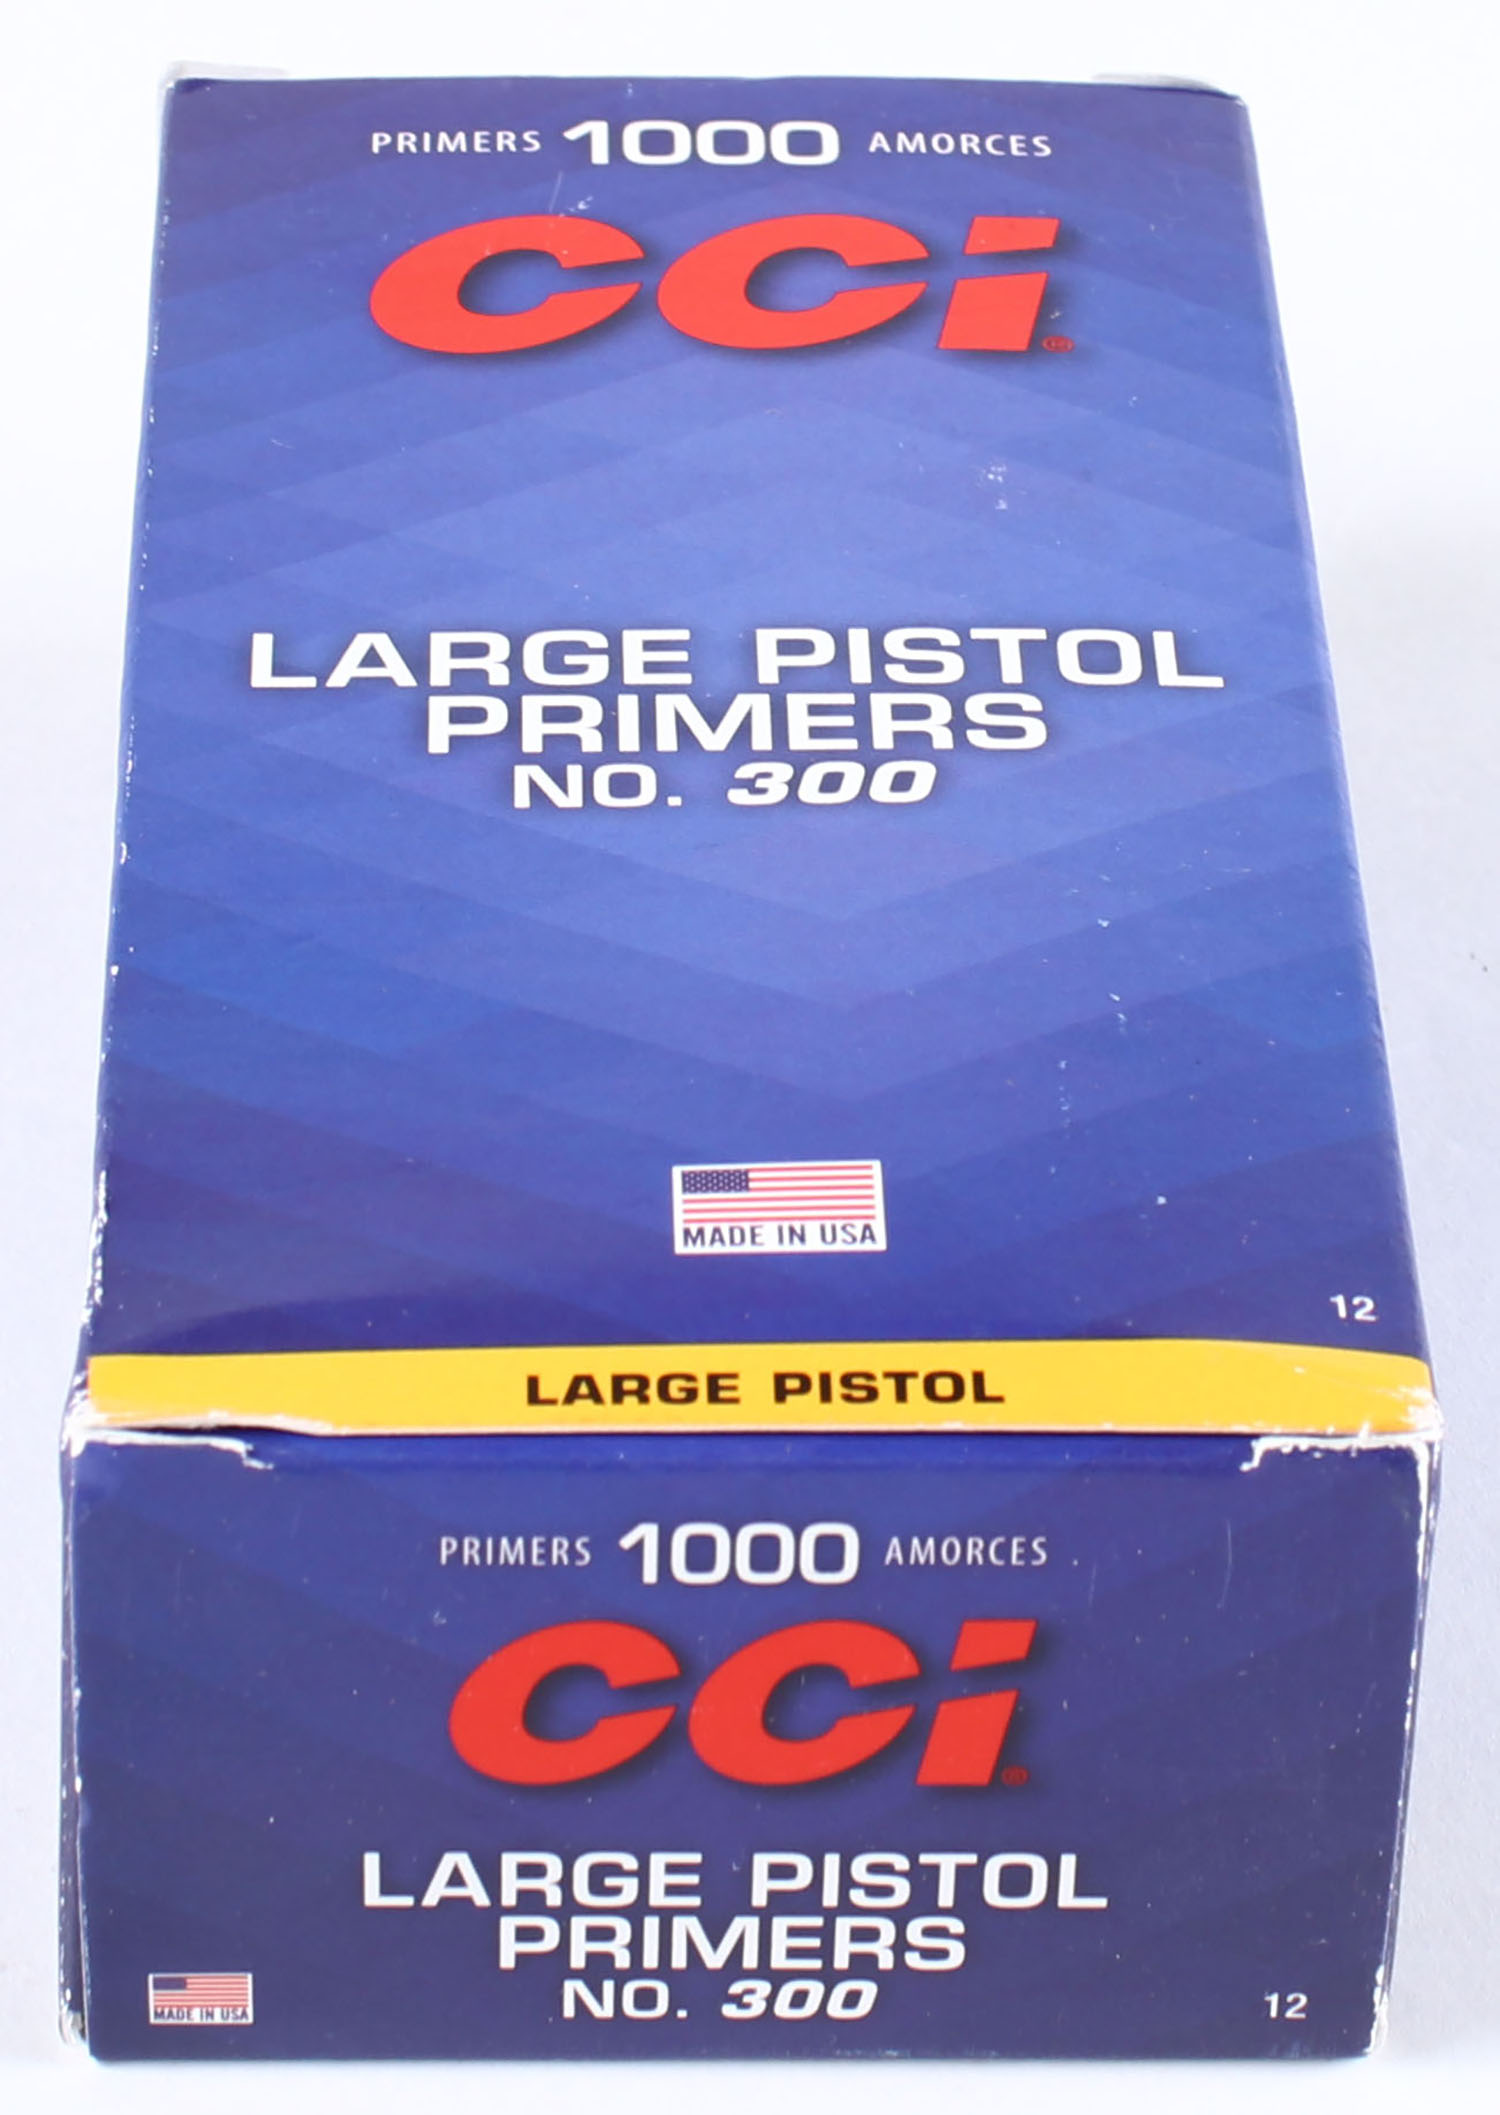 PRIMERS 1000 AMORCES
CCI®
LARGE PISTOL
PRIMERS
NO. 300
MADE IN USA
12
LARGE PISTOL
PRIMERS 1000 AMORCES
CCI®
LARGE PISTOL
PRIMERS
NO. 300
MADE IN USA
12